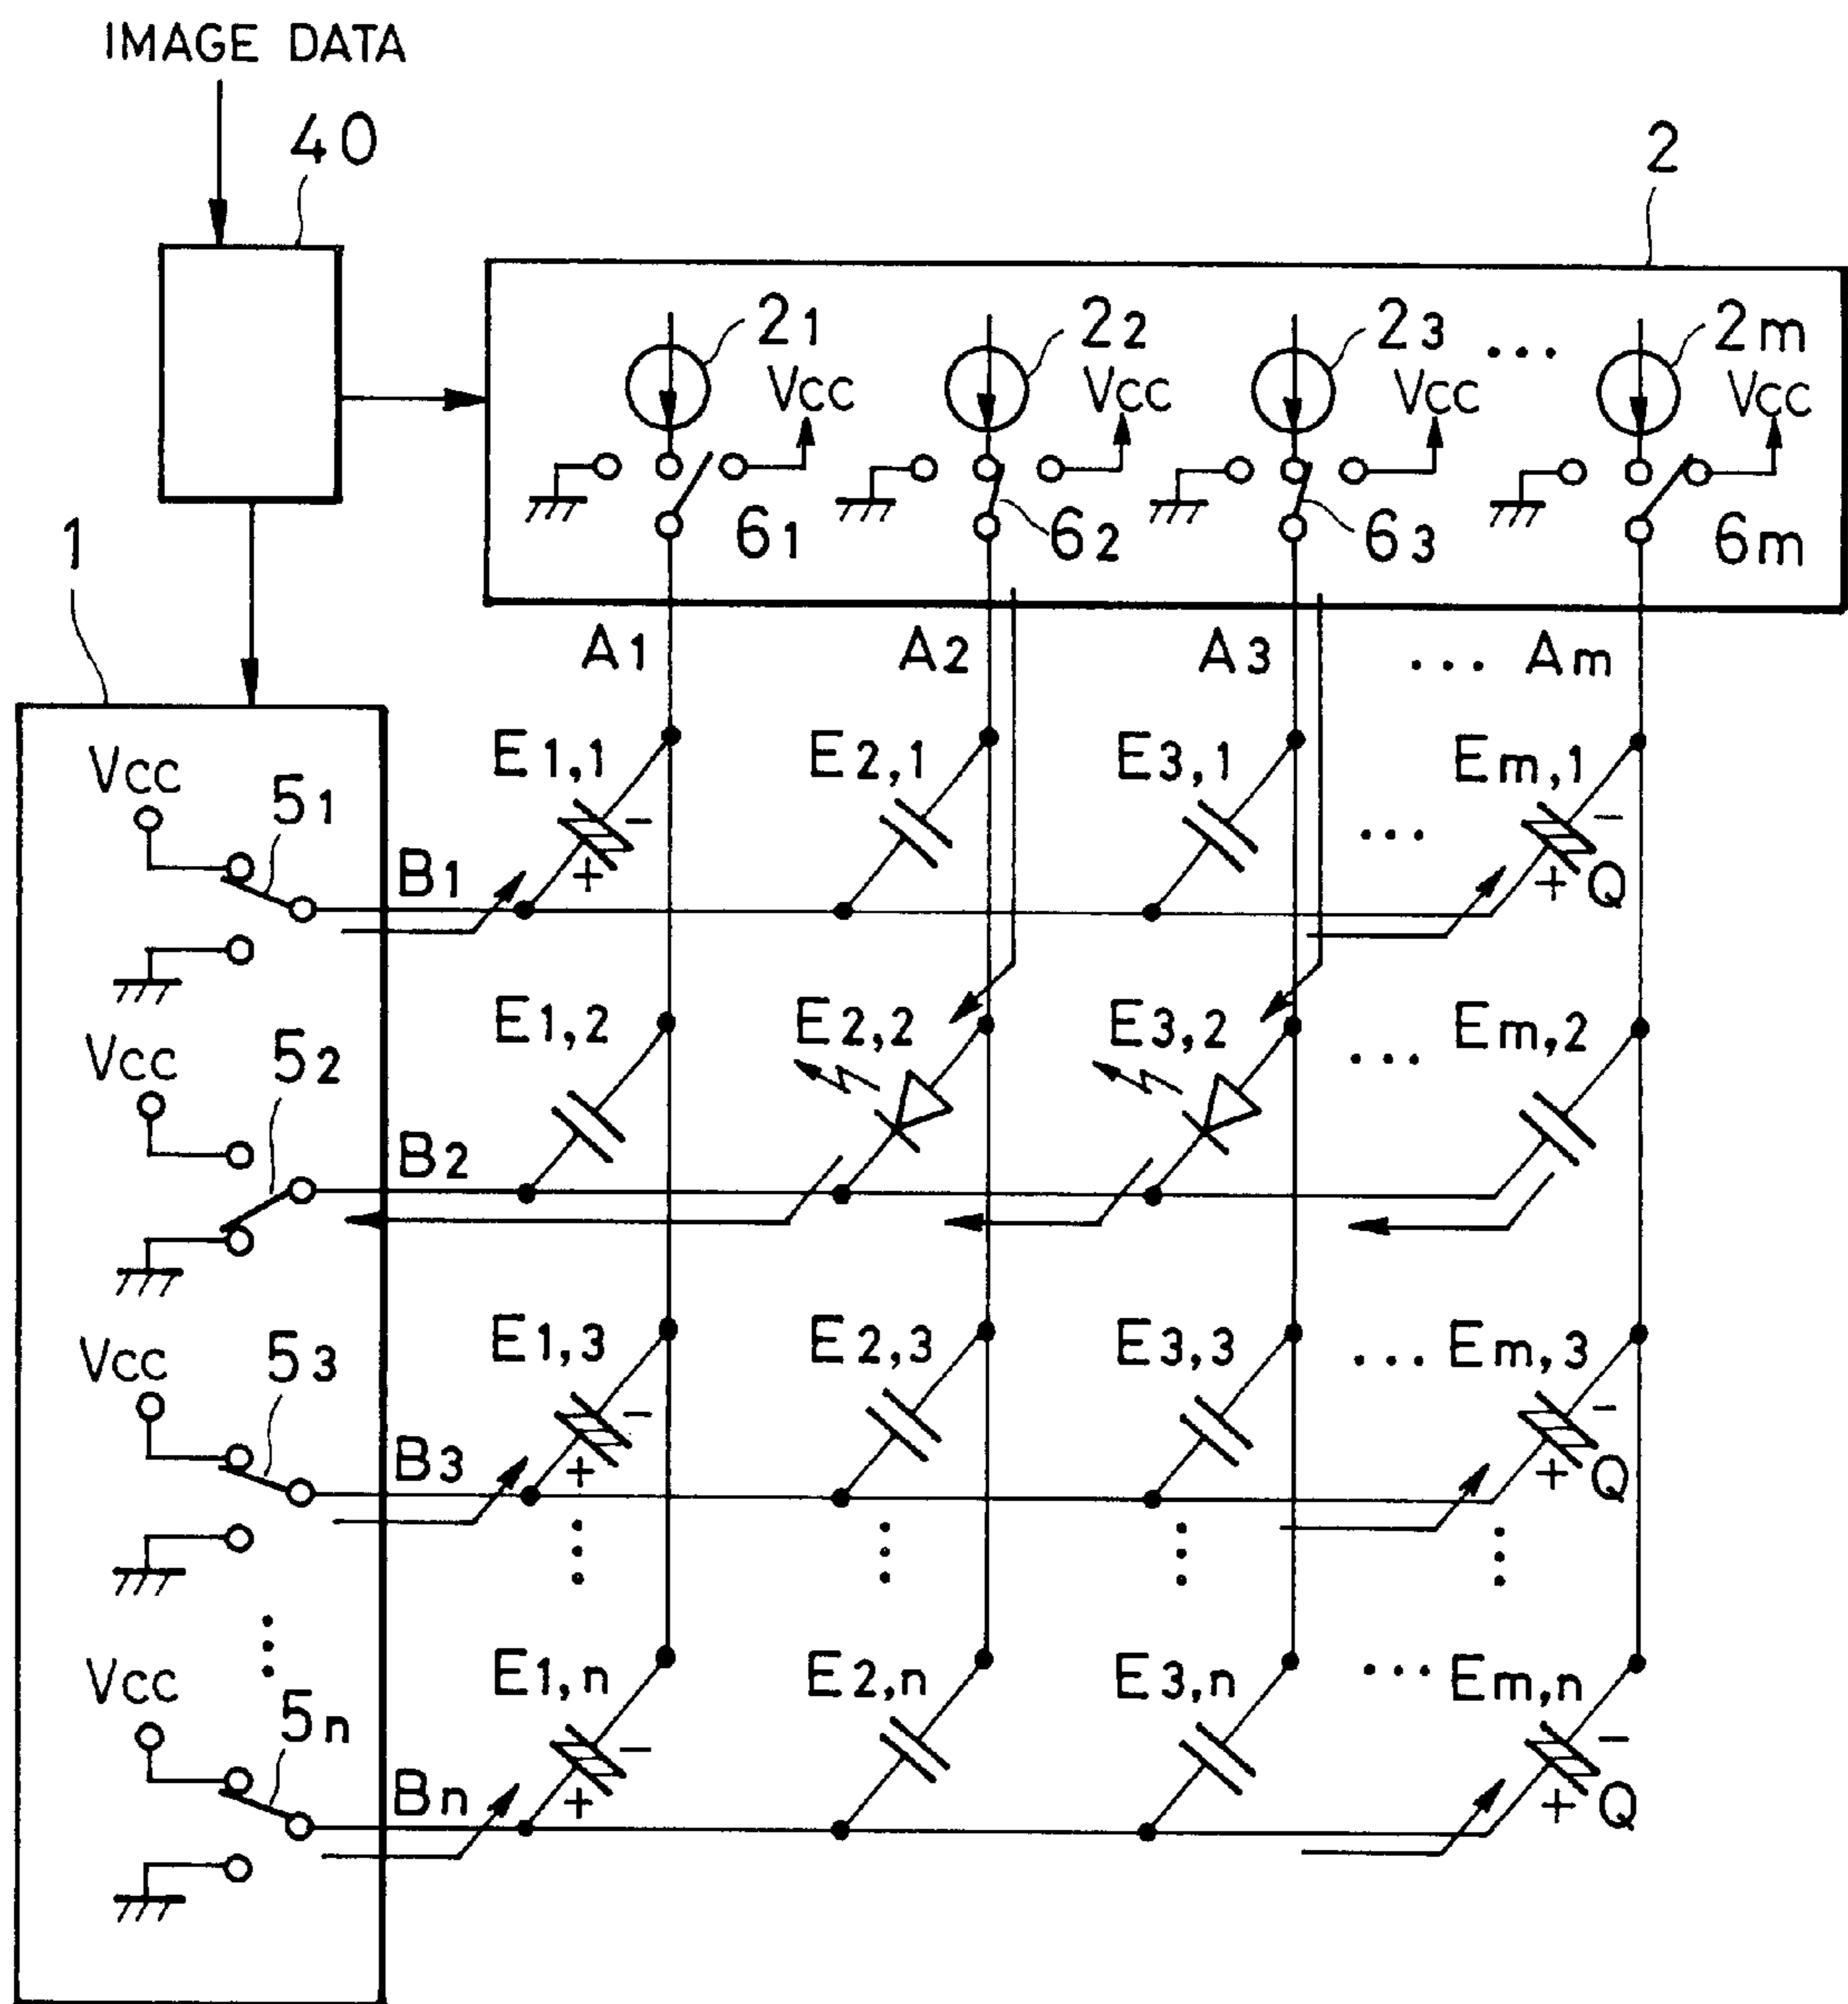 IMAGE DATA
40
2
2₁ 2₂ 2₃ ... 2m
Vcc Vcc Vcc Vcc
6₁ 6₂ 6₃ 6m
1
A₁ A₂ A₃ ... Am
Vcc
5₁
E₁,₁ E₂,₁ E₃,₁ Em,₁
- ... -
B₁ + + Q
Vcc
5₂
E₁,₂ E₂,₂ E₃,₂ ... Em,₂
B₂
Vcc
5₃
E₁,₃ E₂,₃ E₃,₃ ... Em,₃
- -
B₃ + + Q
Vcc
5n
E₁,n E₂,n E₃,n ... Em,n
- -
Bn + + Q